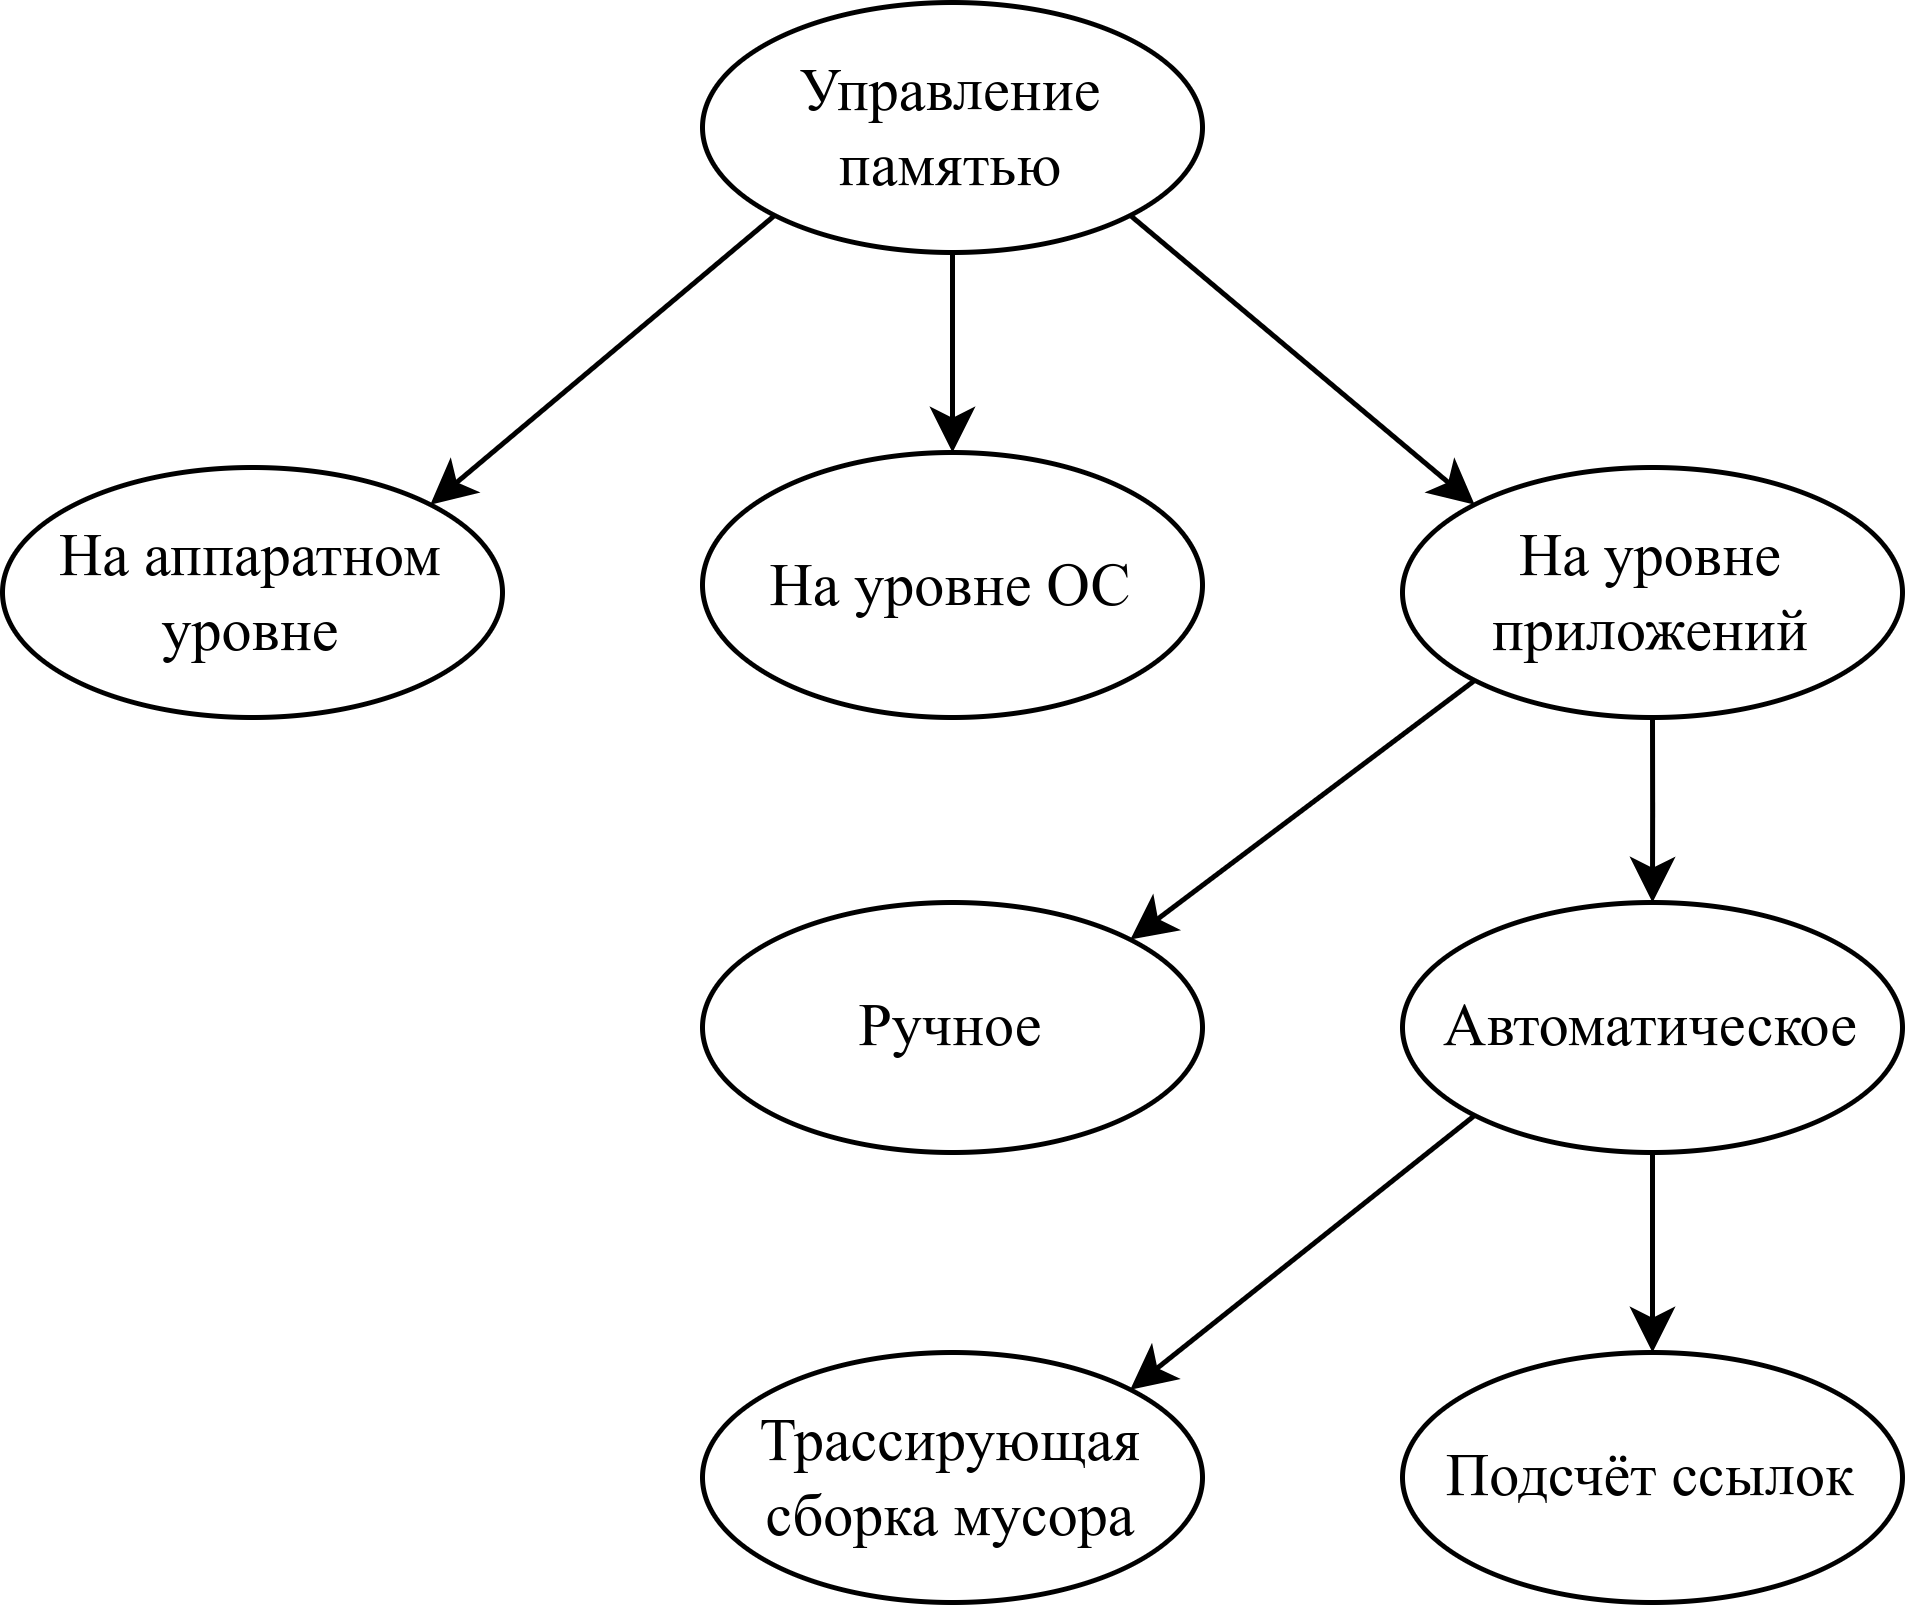 Управление
памятью
На аппаратном
уровне
На уровне ОС
На уровне
приложений
Ручное
Автоматическое
Трассирующая
сборка мусора
Подсчёт ссылок